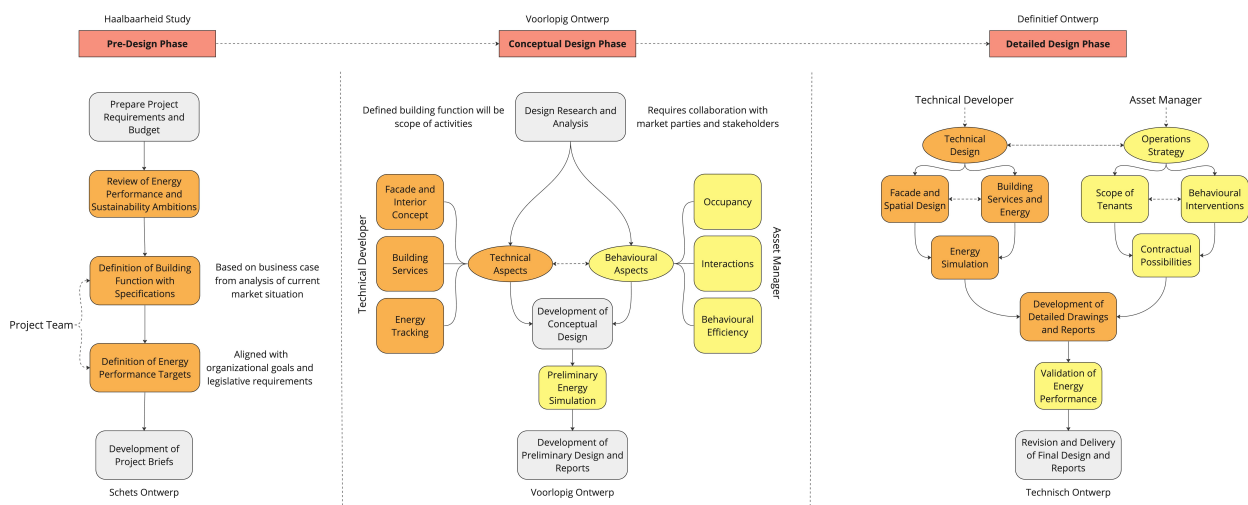 Haalbaarheid Study
Pre-Design Phase
Prepare Project
Requirements and
Budget
Review of Energy
Performance and
Sustainability Ambitions
Definition of Building
Function with
Specifications
Based on business case
from analysis of current
market situation
Project Team
Definition of Energy
Performance Targets
Aligned with
organizational goals and
legislative requirements
Development of
Project Briefs
Schets Ontwerp
Voorlopig Ontwerp
Conceptual Design Phase
Defined building function will be
scope of activities
Design Research and
Analysis
Requires collaboration with
market parties and stakeholders
Technical Developer
Facade and
Interior
Concept
Building
Services
Energy
Tracking
Technical
Aspects
Behavioural
Aspects
Occupancy
Interactions
Behavioural
Efficiency
Asset Manager
Development of
Conceptual
Design
Preliminary
Energy
Simulation
Development of
Preliminary Design and
Reports
Voorlopig Ontwerp
Definitief Ontwerp
Detailed Design Phase
Technical Developer
Asset Manager
Technical
Design
Operations
Strategy
Facade and
Spatial Design
Building
Services and
Energy
Scope of
Tenants
Behavioural
Interventions
Energy
Simulation
Contractual
Possibilities
Development of
Detailed Drawings
and Reports
Validation of
Energy
Performance
Revision and Delivery
of Final Design and
Reports
Technisch Ontwerp